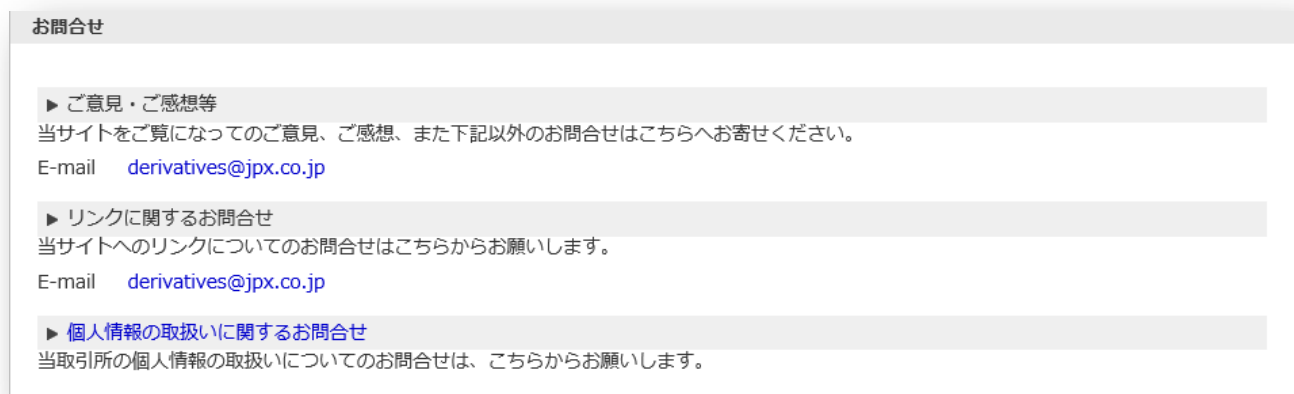 お問合せ
▶ ご意見・ご感想等
当サイトをご覧になってのご意見、ご感想、また下記以外のお問合せはこちらへお寄せください。
E-mail derivatives@jpx.co.jp
▶ リンクに関するお問合せ
当サイトへのリンクについてのお問合せはこちらからお願いします。
E-mail derivatives@jpx.co.jp
▶ 個人情報の取扱いに関するお問合せ
当取引所の個人情報の取扱いについてのお問合せは、こちらからお願いします。